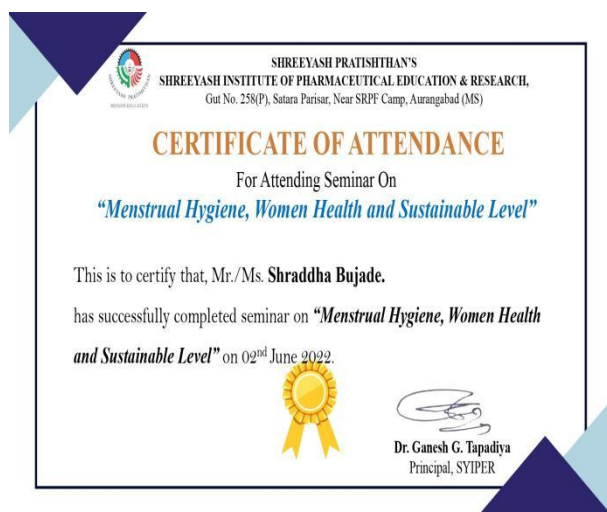 SHREEYASH PRATISHTHAN'S
SHREEYASH INSTITUTE OF PHARMACEUTICAL EDUCATION & RESEARCH,
Gut No. 258(P), Satara Parisar, Near SRPF Camp, Aurangabad (MS)
CERTIFICATE OF ATTENDANCE
For Attending Seminar On
“Menstrual Hygiene, Women Health and Sustainable Level”
This is to certify that, Mr./Ms. Shraddha Bujade.
has successfully completed seminar on “Menstrual Hygiene, Women Health
and Sustainable Level” on 02nd June 2022.
Dr. Ganesh G. Tapadiya
Principal, SYIPER